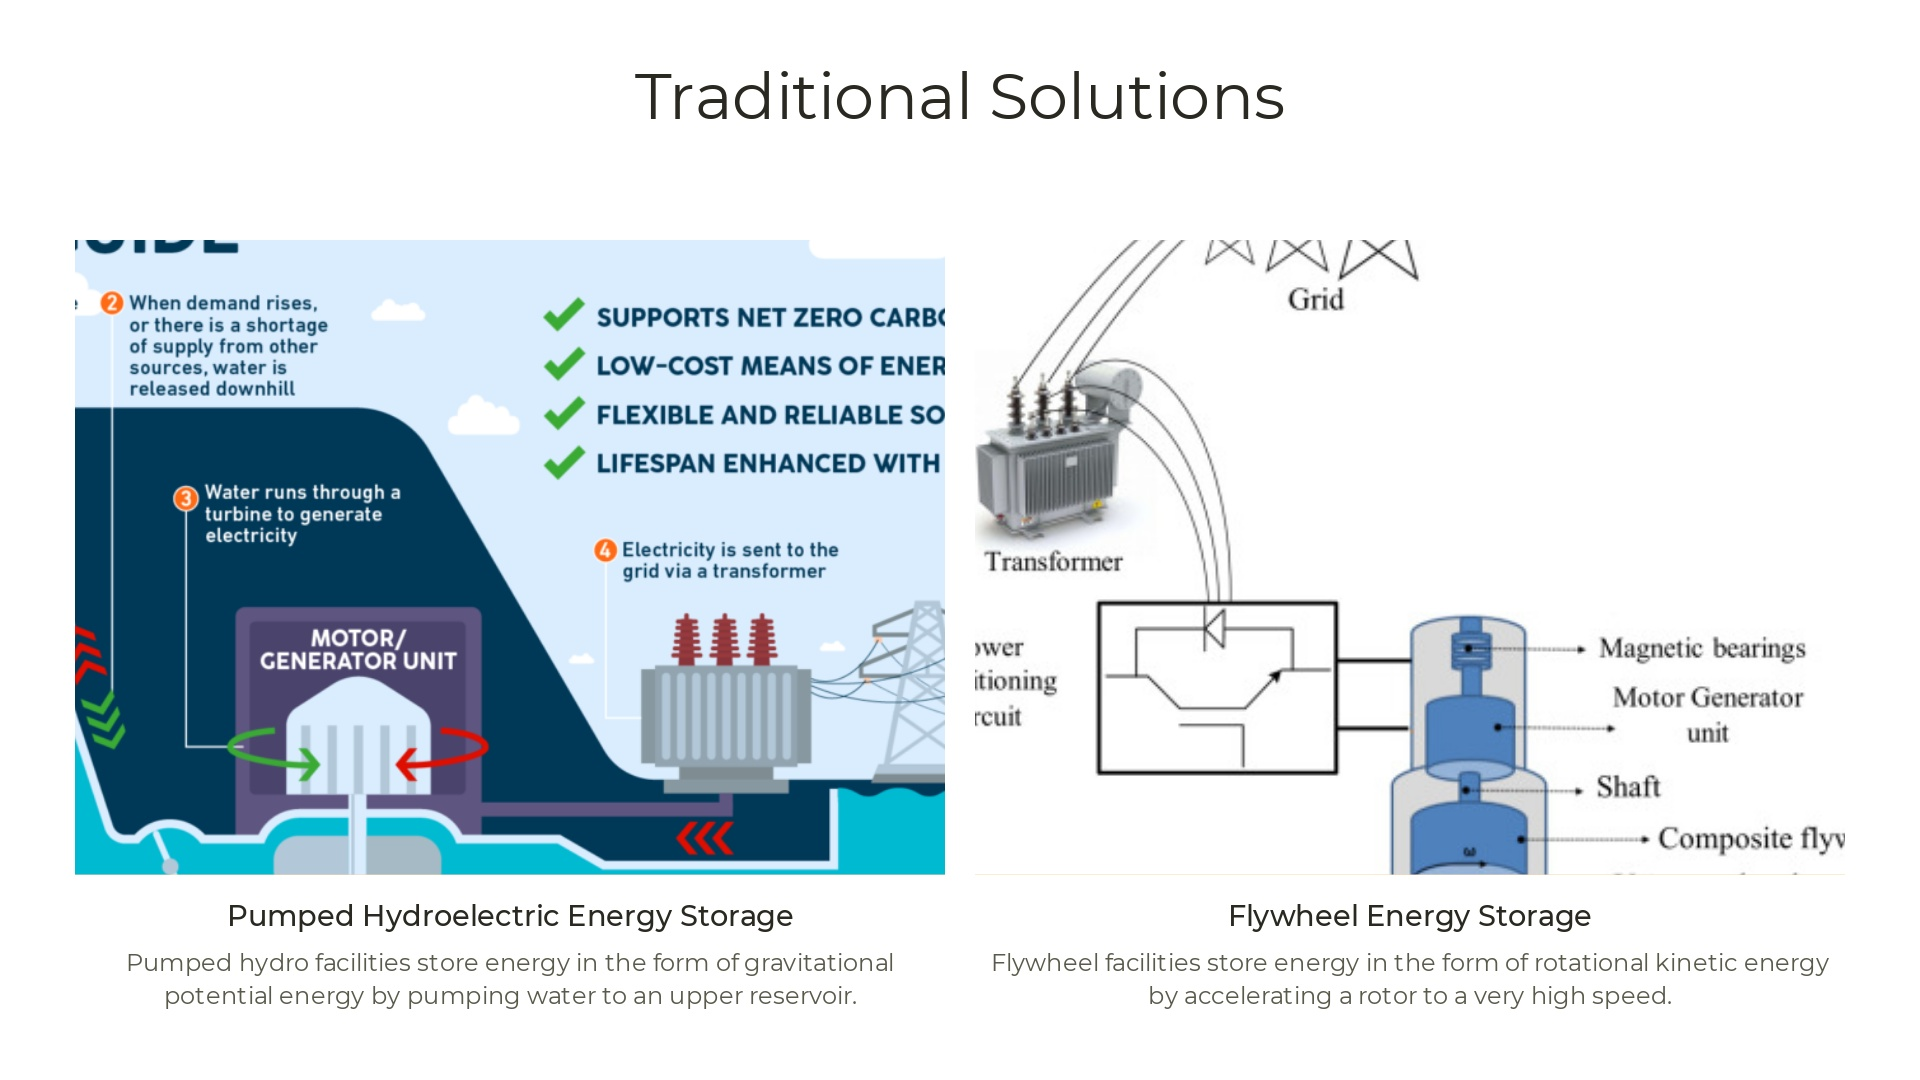 Traditional Solutions
2 When demand rises,
or there is a shortage
of supply from other
sources, water is
released downhill
SUPPORTS NET ZERO
LOW-COST MEANS OF
FLEXIBLE AND RELIABLE
LIFESPAN ENHANCED WITH
3 Water runs through a
turbine to generate
electricity
4 Electricity is sent to the
grid via a transformer
MOTOR/
GENERATOR UNIT
Grid
Transformer
Magnetic bearings
Motor Generator
unit
Shaft
Composite
ω
Pumped Hydroelectric Energy Storage
Pumped hydro facilities store energy in the form of gravitational
potential energy by pumping water to an upper reservoir.
Flywheel Energy Storage
Flywheel facilities store energy in the form of rotational kinetic energy
by accelerating a rotor to a very high speed.